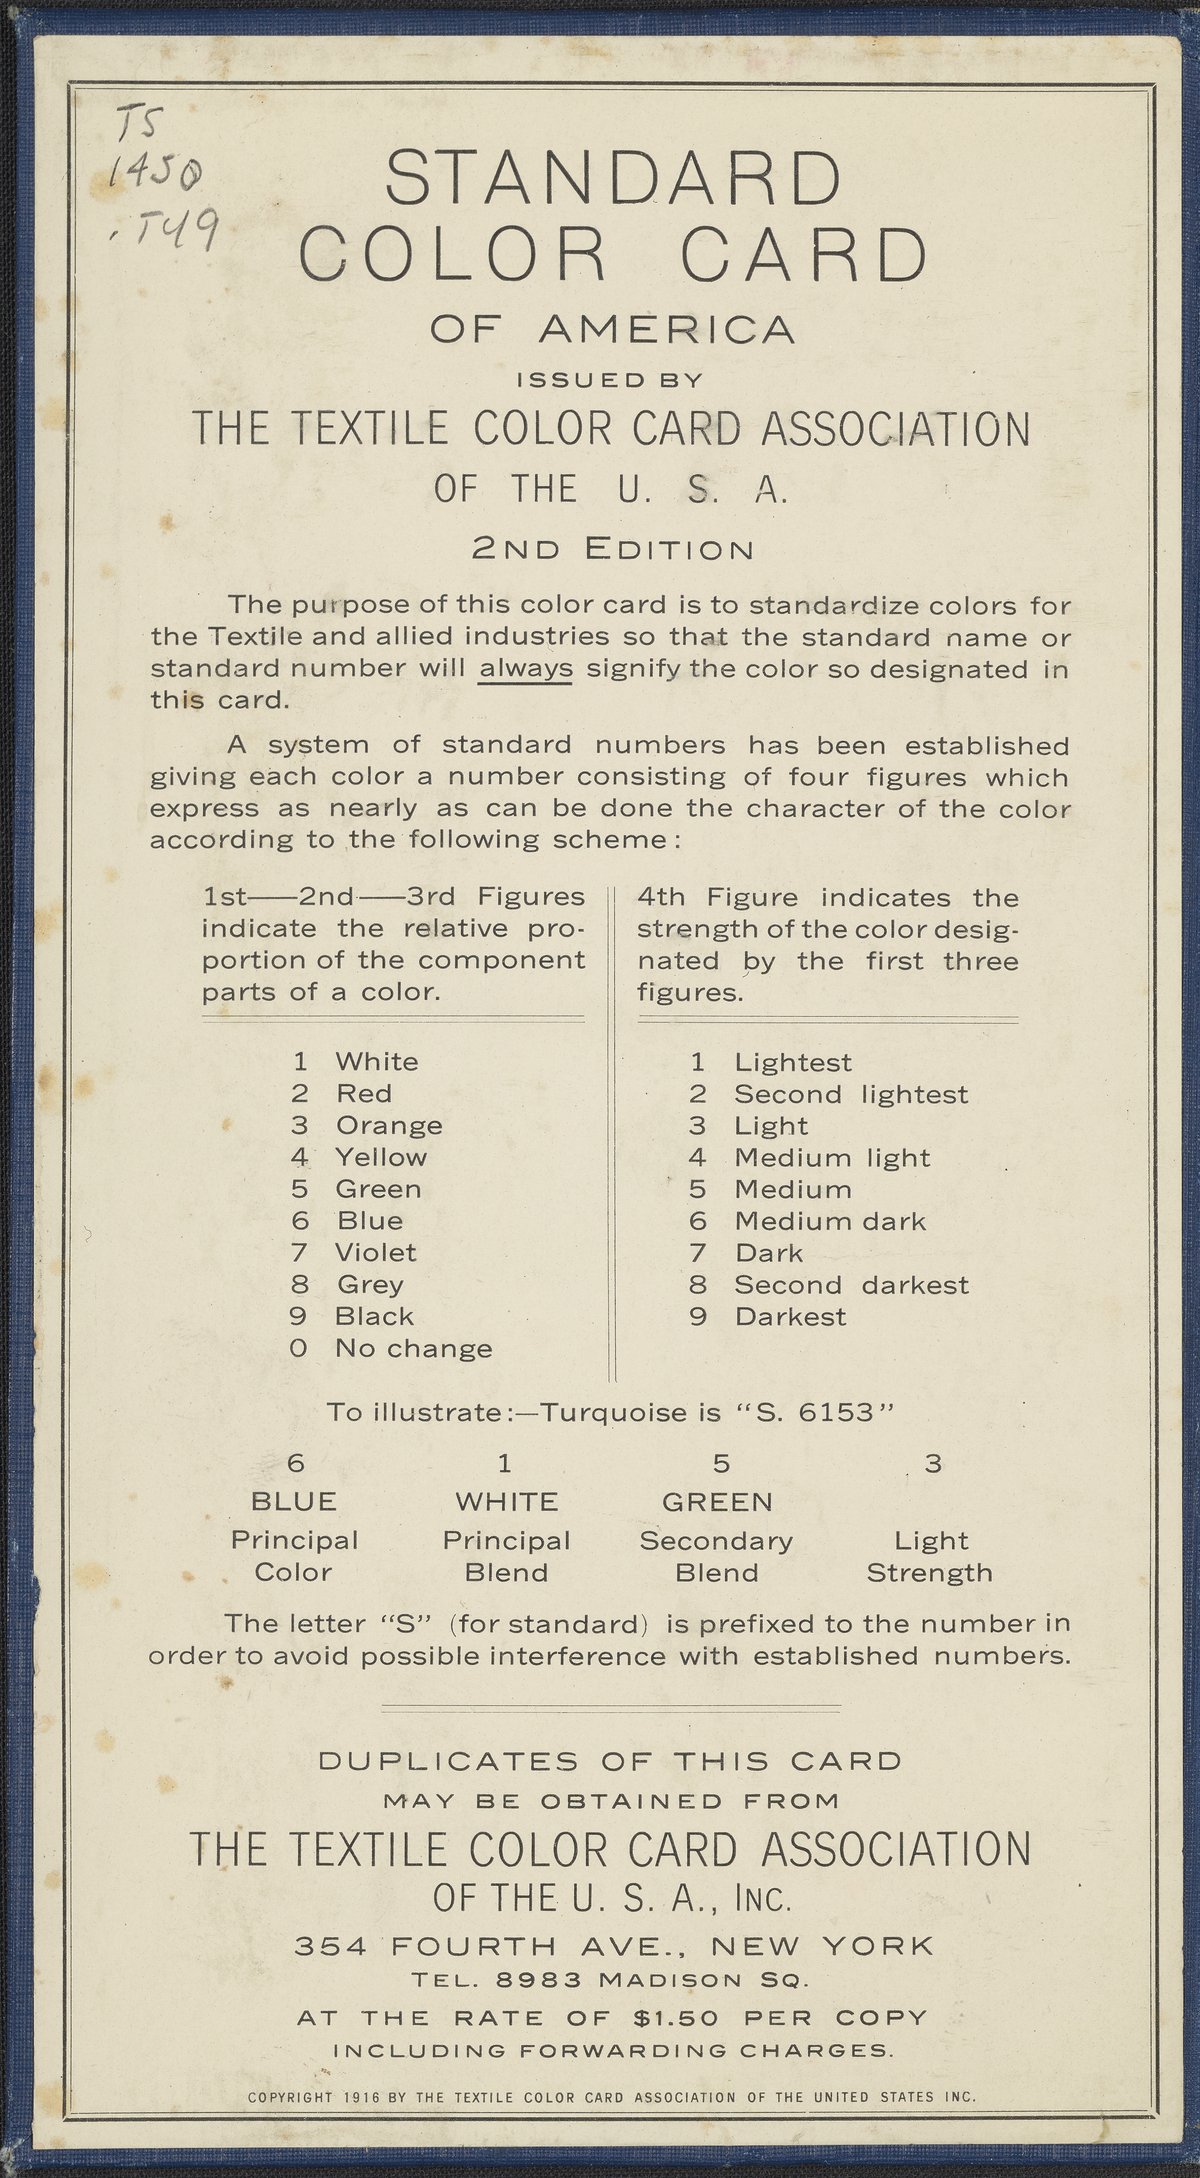 TS
1450
.T49
STANDARD
COLOR CARD
OF AMERICA
ISSUED BY
THE TEXTILE COLOR CARD ASSOCIATION
OF THE U. S. A.
2ND EDITION
The purpose of this color card is to standardize colors for
the Textile and allied industries so that the standard name or
standard number will always signify the color so designated in
this card.
A system of standard numbers has been established
giving each color a number consisting of four figures which
express as nearly as can be done the character of the color
according to the following scheme:
1st——2nd——3rd Figures
indicate the relative pro-
portion of the component
parts of a color.
1 White
2 Red
3 Orange
4 Yellow
5 Green
6 Blue
7 Violet
8 Grey
9 Black
0 No change
4th Figure indicates the
strength of the color desig-
nated by the first three
figures.
1 Lightest
2 Second lightest
3 Light
4 Medium light
5 Medium
6 Medium dark
7 Dark
8 Second darkest
9 Darkest
To illustrate:—Turquoise is “S. 6153”
6 1 5 3
BLUE WHITE GREEN
Principal Principal Secondary Light
Color Blend Blend Strength
The letter “S” (for standard) is prefixed to the number in
order to avoid possible interference with established numbers.
DUPLICATES OF THIS CARD
MAY BE OBTAINED FROM
THE TEXTILE COLOR CARD ASSOCIATION
OF THE U. S. A., INC.
354 FOURTH AVE., NEW YORK
TEL. 8983 MADISON SQ.
AT THE RATE OF $1.50 PER COPY
INCLUDING FORWARDING CHARGES.
COPYRIGHT 1916 BY THE TEXTILE COLOR CARD ASSOCIATION OF THE UNITED STATES INC.